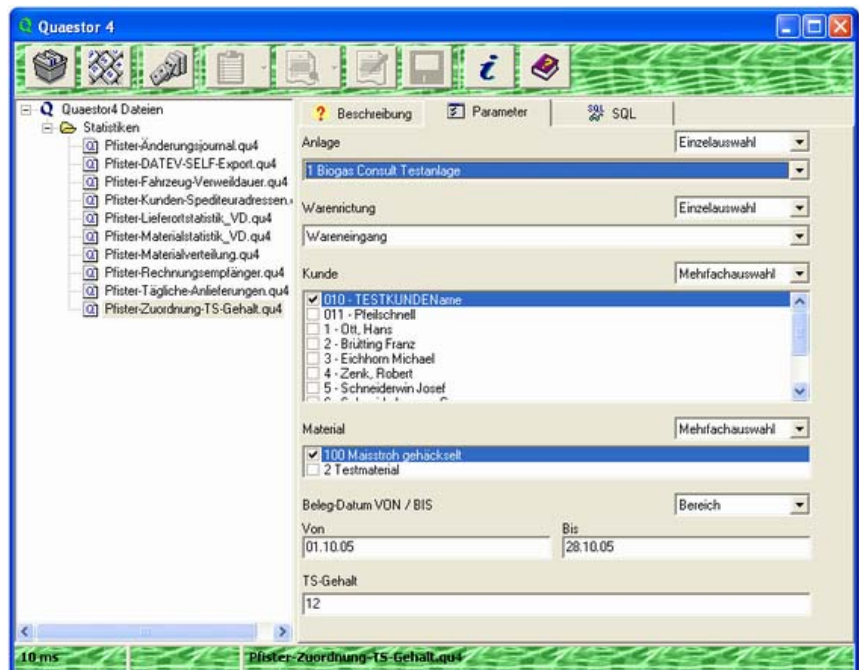 Quaestor 4
Quaestor4 Dateien
Statistiken
Pfister-Änderungsjournal.qu4
Pfister-DATEV-SELF-Export.qu4
Pfister-Fahrzeug-Verweildauer.qu4
Pfister-Kunden-Spediteuradressen.
Pfister-Lieferortstatistik_VD.qu4
Pfister-Materialstatistik_VD.qu4
Pfister-Materialverteilung.qu4
Pfister-Rechnungsempfänger.qu4
Pfister-Tägliche-Anlieferungen.qu4
Pfister-Zuordnung-TS-Gehalt.qu4
Beschreibung Parameter SQL SQL
Anlage Einzelauswahl
1 Biogas Consult Testanlage
Warenrictung Einzelauswahl
Wareneingang
Kunde Mehrfachauswahl
010 - TESTKUNDEName
011 - Pfeilschnell
1 - Ott, Hans
2 - Brütting Franz
3 - Eichhorn Michael
4 - Zenk, Robert
5 - Schneiderwin Josef
Material Mehrfachauswahl
100 Maisstroh gehäckselt
2 Testmaterial
Beleg-Datum VON / BIS Bereich
Von Bis
01.10.05 28.10.05
TS-Gehalt
12
10 ms Pfister-Zuordnung-TS-Gehalt.qu4